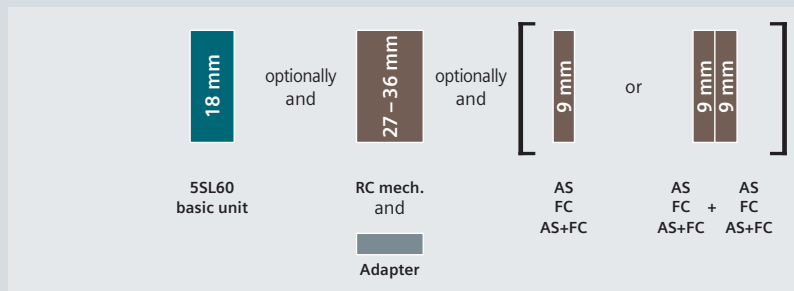 18 mm
optionally
and
27 – 36 mm
optionally
and
9 mm
or
9 mm
9 mm
5SL60
basic unit
RC mech.
and
Adapter
AS
FC
AS+FC
AS AS
FC + FC
AS+FC AS+FC